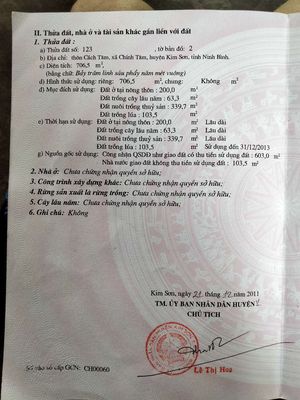 II. Thửa đất, nhà ở và tài sản khác gắn liền với đất
1. Thửa đất:
a) Thửa đất số: 123 , tờ bản đồ số: 2
b) Địa chỉ: thôn Cách Tâm, xã Chính Tâm, huyện Kim Sơn, tỉnh Ninh Bình.
c) Diện tích: 706,5 m²,
(bằng chữ: Bảy trăm linh sáu phẩy năm mét vuông)
d) Hình thức sử dụng: riêng: 706,5 m², chung: Không m²
đ) Mục đích sử dụng: Đất ở tại nông thôn : 200,0 m²
Đất trồng cây lâu năm : 63,3 m²
Đất trồng nuôi thuỷ sản : 339,7 m²
Đất trồng lúa : 103,5 m²
e) Thời hạn sử dụng: Đất ở tại nông thôn : 200,0 m² Lâu dài
Đất trồng cây lâu năm : 63,3 m² Lâu dài
Đất trồng nuôi thuỷ sản : 339,7 m² Lâu dài
Đất trồng lúa : 103,5 m² Sử dụng đến 31/12/2013
g) Nguồn gốc sử dụng: Công nhận QSDĐ như giao đất có thu tiền sử dụng đất : 603,0 m²
Nhà nước giao đất không thu tiền sử dụng đất : 103,5 m²
2. Nhà ở: Chưa chứng nhận quyền sở hữu;
3. Công trình xây dựng khác: Chưa chứng nhận quyền sở hữu;
4. Rừng sản xuất là rừng trồng: Chưa chứng nhận quyền sở hữu;
5. Cây lâu năm: Chưa chứng nhận quyền sở hữu;
6. Ghi chú: Không
Kim Sơn, ngày 21 tháng 12 năm 2011
TM. ỦY BAN NHÂN DÂN HUYỆN
CHỦ TỊCH
Lê Thị Hoa
Số vào sổ cấp GCN: CH00060